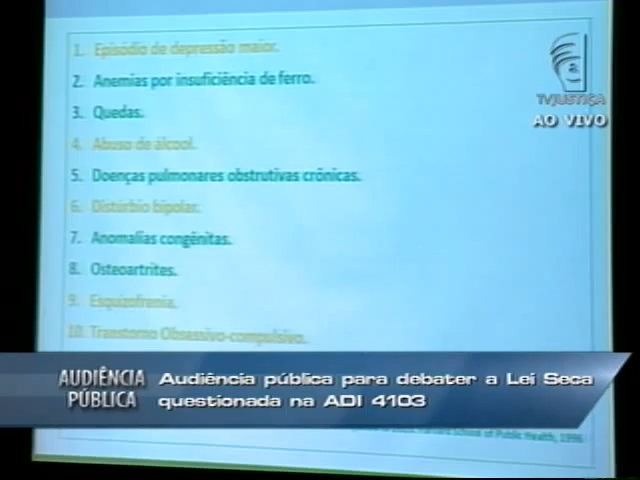 1. Episódio de depressão maior.
2. Anemias por insuficiência de ferro.
3. Quedas.
4. Abuso de álcool.
5. Doenças pulmonares obstrutivas crônicas.
6. Distúrbio bipolar.
7. Anomalias congênitas.
8. Osteoartrites.
9. Esquizofrenia.
10. Transtorno Obsessivo-compulsivo.
TVJUSTIÇA
AO VIVO
AUDIÊNCIA PÚBLICA
Audiência pública para debater a Lei Seca
questionada na ADI 4103
Harvard School of Public Health, 1996